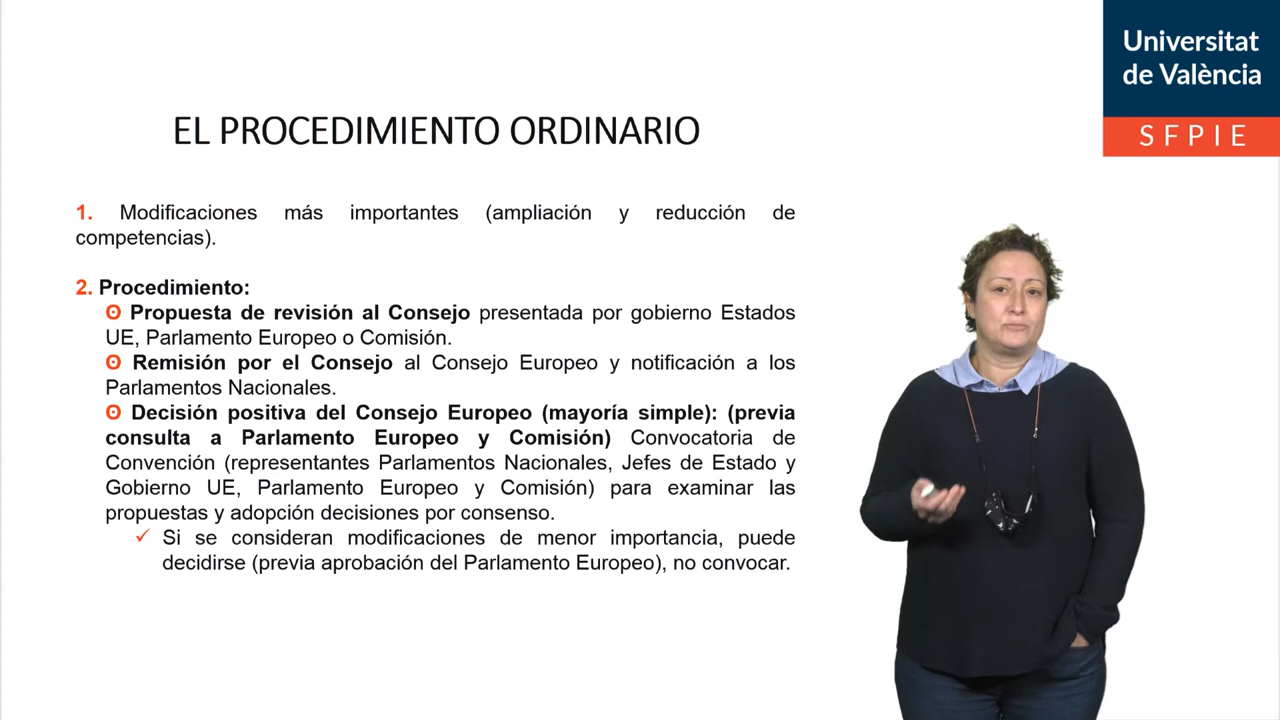 Universitat
de València
SFPIE
EL PROCEDIMIENTO ORDINARIO
1. Modificaciones más importantes (ampliación y reducción de
competencias).
2. Procedimiento:
ʘ Propuesta de revisión al Consejo presentada por gobierno Estados
UE, Parlamento Europeo o Comisión.
ʘ Remisión por el Consejo al Consejo Europeo y notificación a los
Parlamentos Nacionales.
ʘ Decisión positiva del Consejo Europeo (mayoría simple): (previa
consulta a Parlamento Europeo y Comisión) Convocatoria de
Convención (representantes Parlamentos Nacionales, Jefes de Estado y
Gobierno UE, Parlamento Europeo y Comisión) para examinar las
propuestas y adopción decisiones por consenso.
✓ Si se consideran modificaciones de menor importancia, puede
decidirse (previa aprobación del Parlamento Europeo), no convocar.